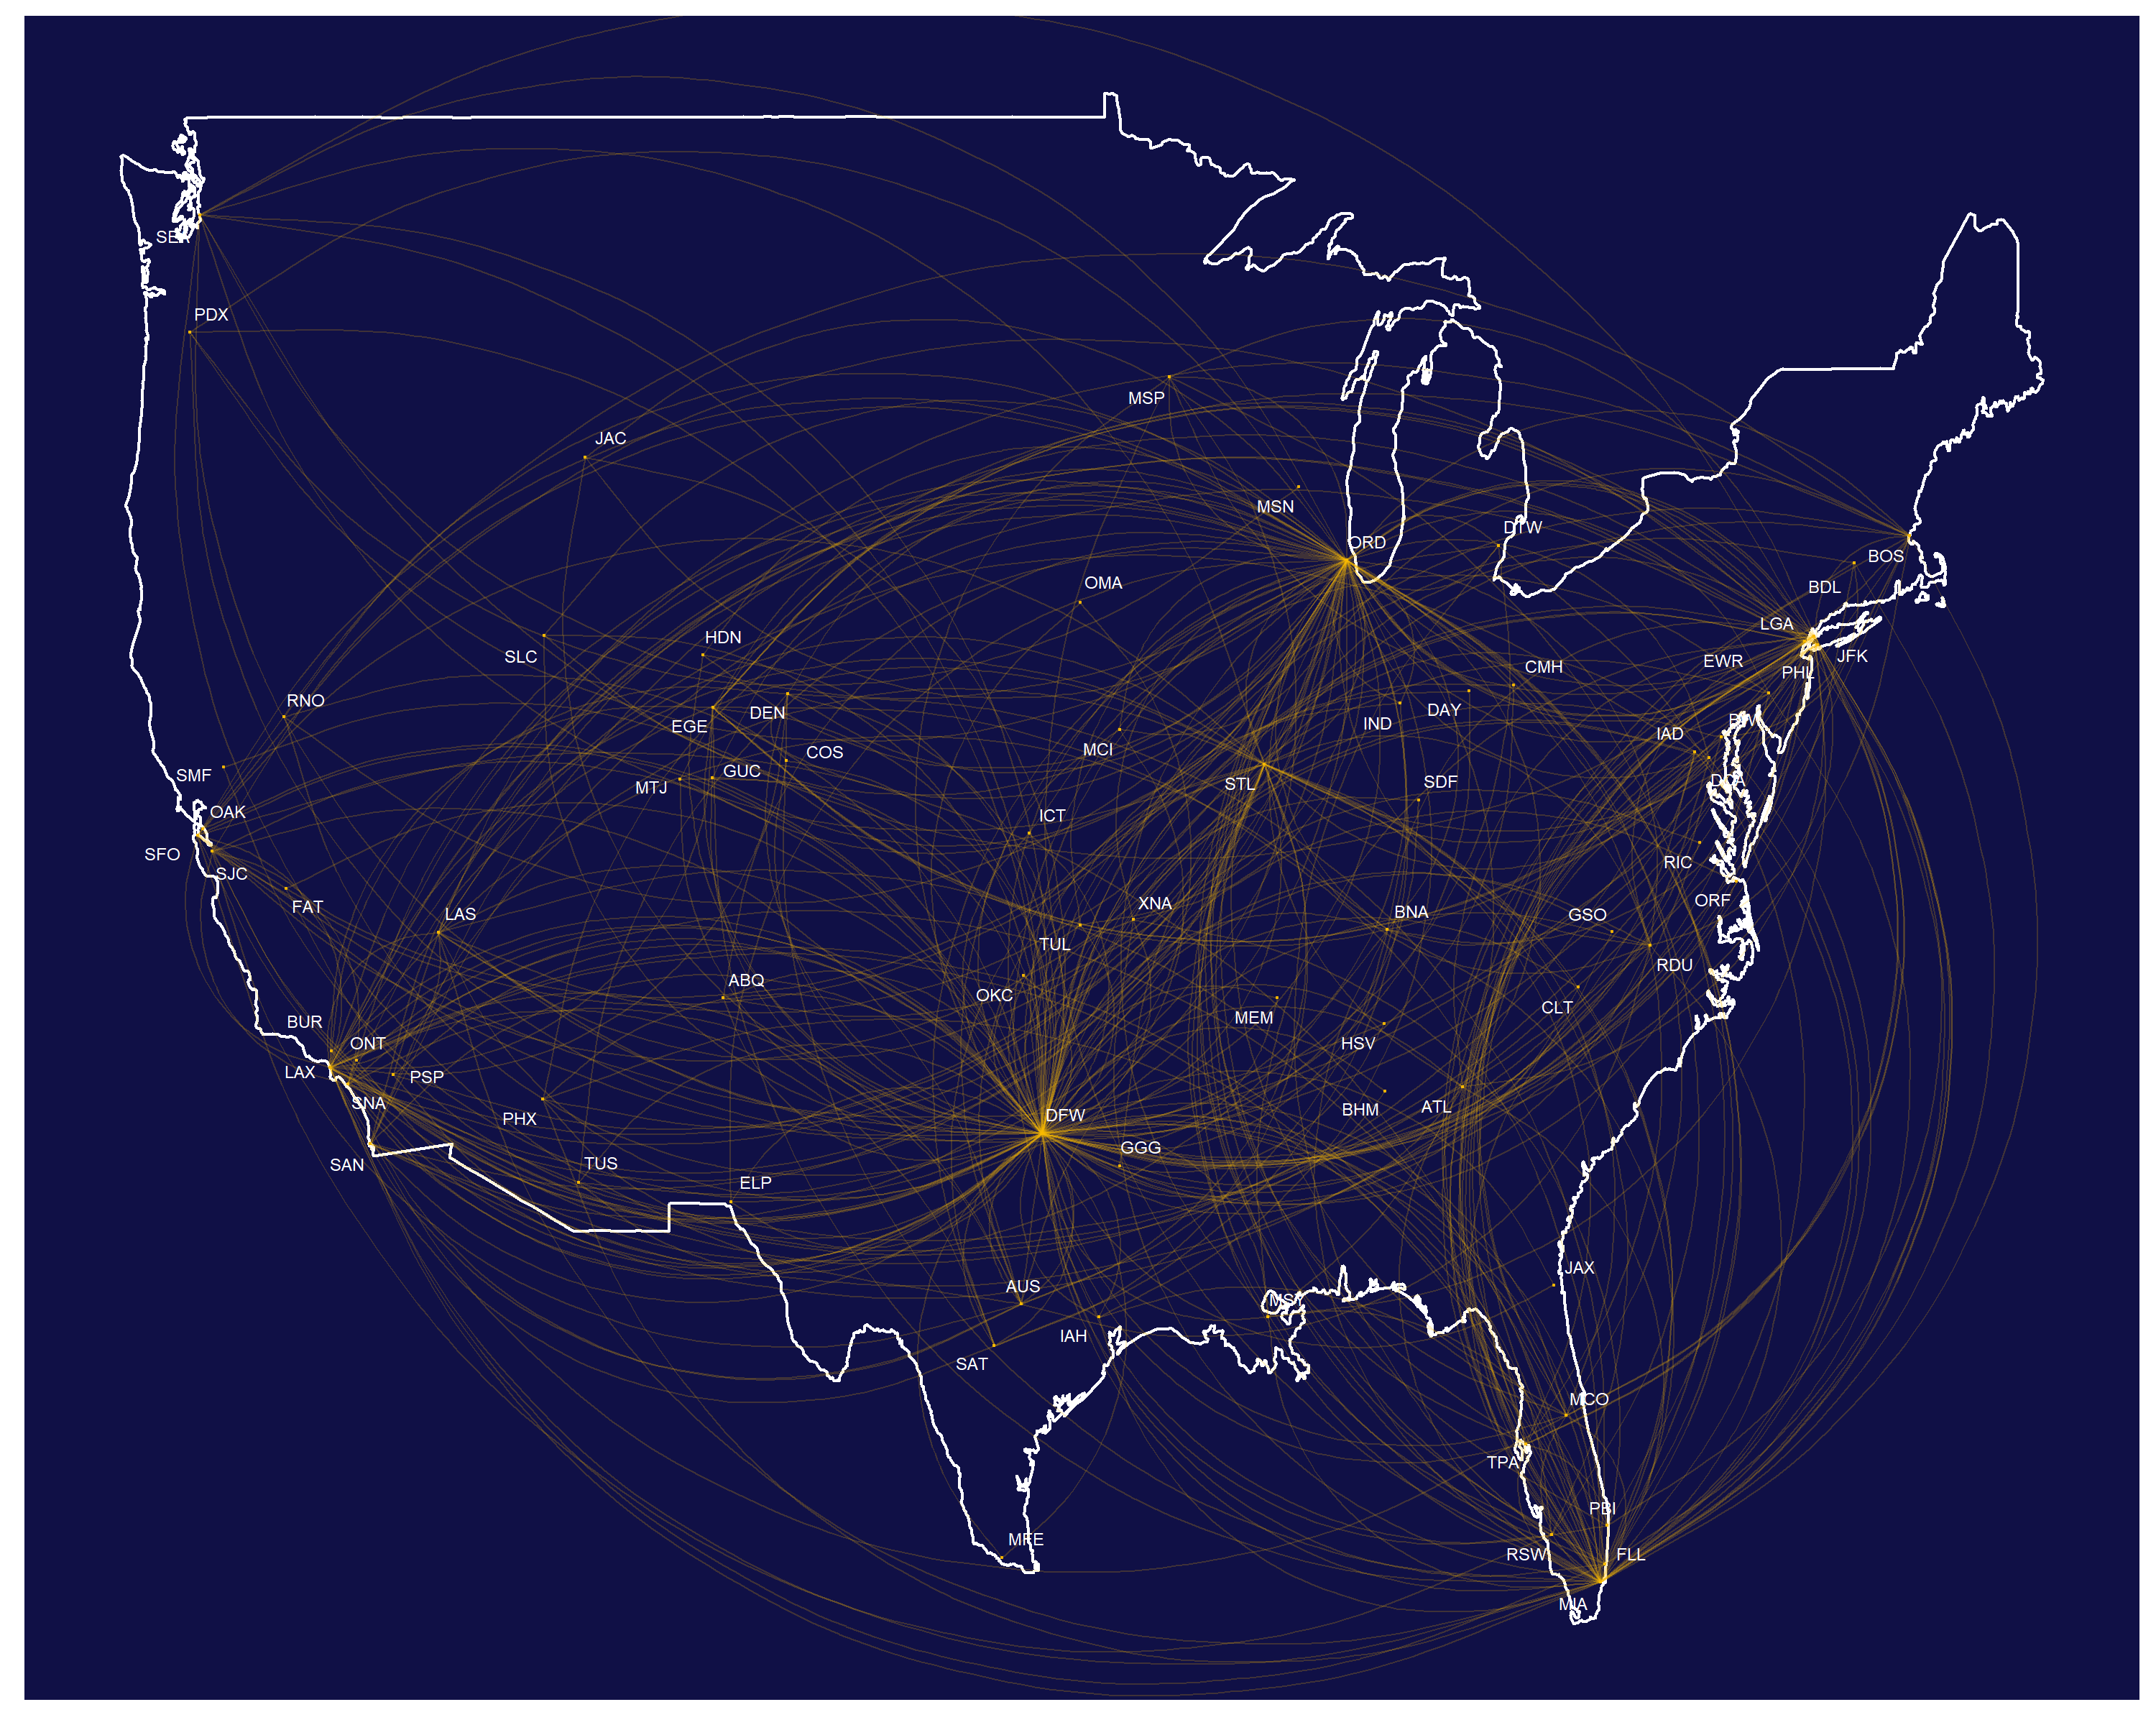 SEA
PDX
MSP
JAC
MSN
DTW
ORD
BOS
OMA
BDL
LGA
HDN
SLC
EWR
JFK
CMH
PHL
RNO
DEN
DAY
EGE
IND
IAD
MCI
COS
SMF
GUC
MTJ
STL
SDF
DCA
OAK
ICT
SFO
SJC
RIC
FAT
LAS
XNA
BNA
GSO
ORF
TUL
RDU
ABQ
OKC
CLT
BUR
MEM
HSV
ONT
LAX
PSP
SNA
PHX
DFW
BHM
ATL
GGG
SAN
TUS
ELP
JAX
AUS
MSY
IAH
SAT
MCO
TPA
PBI
MFE
RSW
FLL
MIA